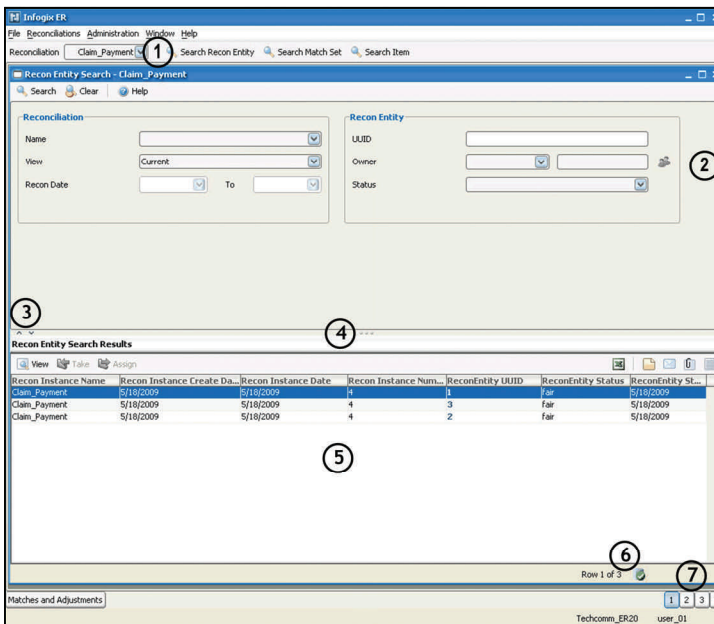 Infogix ER
File Reconciliations Administration Window Help
Reconciliation Claim_Payment 1 Search Recon Entity Search Match Set Search Item
Recon Entity Search - Claim_Payment
Search Clear Help
Reconciliation
Name
View Current
Recon Date To
Recon Entity
UUID
Owner
Status
2
3
4
Recon Entity Search Results
View Take Assign
Recon Instance Name Recon Instance Create Da... Recon Instance Date Recon Instance Num... ReconEntity UUID ReconEntity Status ReconEntity St...
Claim_Payment 5/18/2009 5/18/2009 4 1 fair 5/18/2009
Claim_Payment 5/18/2009 5/18/2009 4 3 fair 5/18/2009
Claim_Payment 5/18/2009 5/18/2009 4 2 fair 5/18/2009
5
6
Row 1 of 3
7
Matches and Adjustments 1 2 3
Techcomm_ER20 user_01